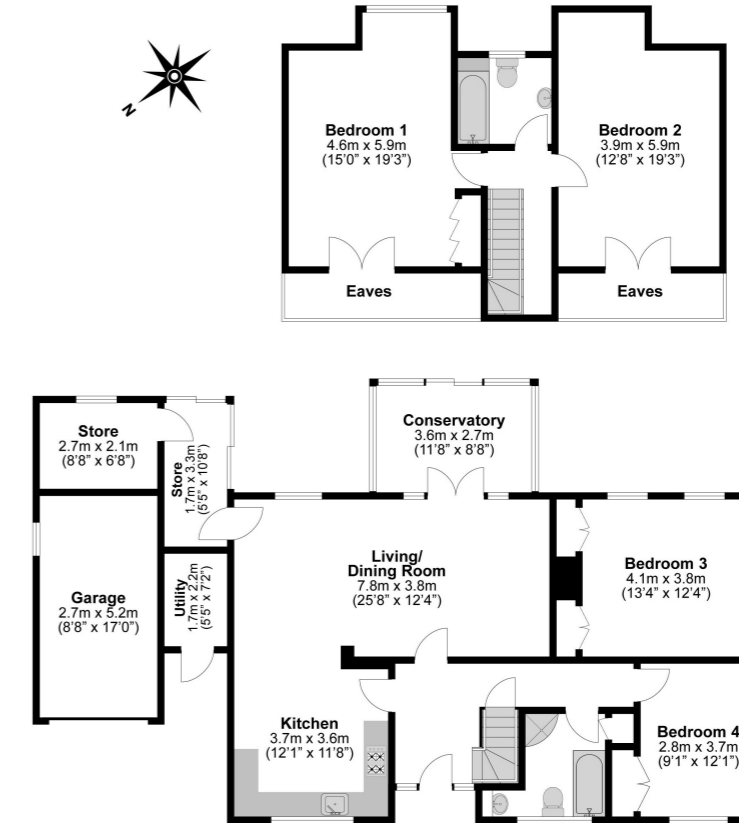 N
Bedroom 1
4.6m x 5.9m
(15'0" x 19'3")
Bedroom 2
3.9m x 5.9m
(12'8" x 19'3")
Eaves
Eaves
Store
2.7m x 2.1m
(8'8" x 6'8")
Store
1.7m x 3.3m
(5'5" x 10'8")
Conservatory
3.6m x 2.7m
(11'8" x 8'8")
Garage
2.7m x 5.2m
(8'8" x 17'0")
Utility
1.7m x 2.2m
(5'5" x 7'2")
Living/
Dining Room
7.8m x 3.8m
(25'8" x 12'4")
Bedroom 3
4.1m x 3.8m
(13'4" x 12'4")
Kitchen
3.7m x 3.6m
(12'1" x 11'8")
Bedroom 4
2.8m x 3.7m
(9'1" x 12'1")